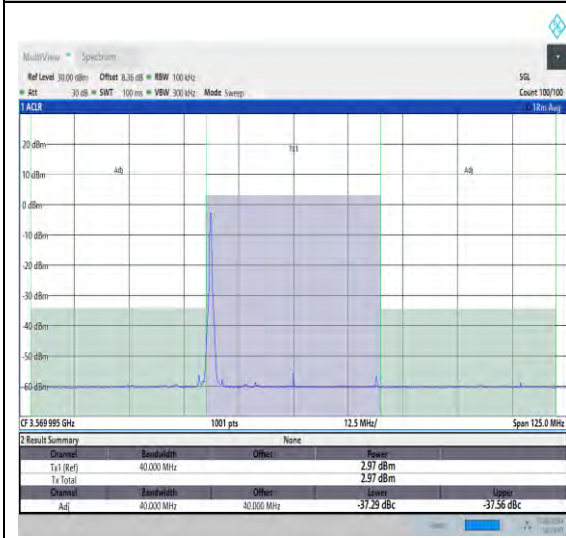 MultiView Spectrum
Ref Level 30.00 dBm Offset 8.36 dB RBW 100 kHz SGL
Att 30 dB SWT 100 ms VBW 300 kHz Mode Sweep Count 100/100
1 ACLR 1Rm Avg
20 dBm
Tx1
10 dBm Adj Adj
0 dBm
-10 dBm
-20 dBm
-30 dBm
-40 dBm
-50 dBm
-60 dBm
CF 3.569 995 GHz 1001 pts 12.5 MHz/ Span 125.0 MHz
2 Result Summary None
Channel Bandwidth Offset Power
Tx1 (Ref) 40.000 MHz 2.97 dBm
Tx Total 2.97 dBm
Channel Bandwidth Offset Lower Upper
Adj 40.000 MHz 40.000 MHz -37.29 dBc -37.56 dBc